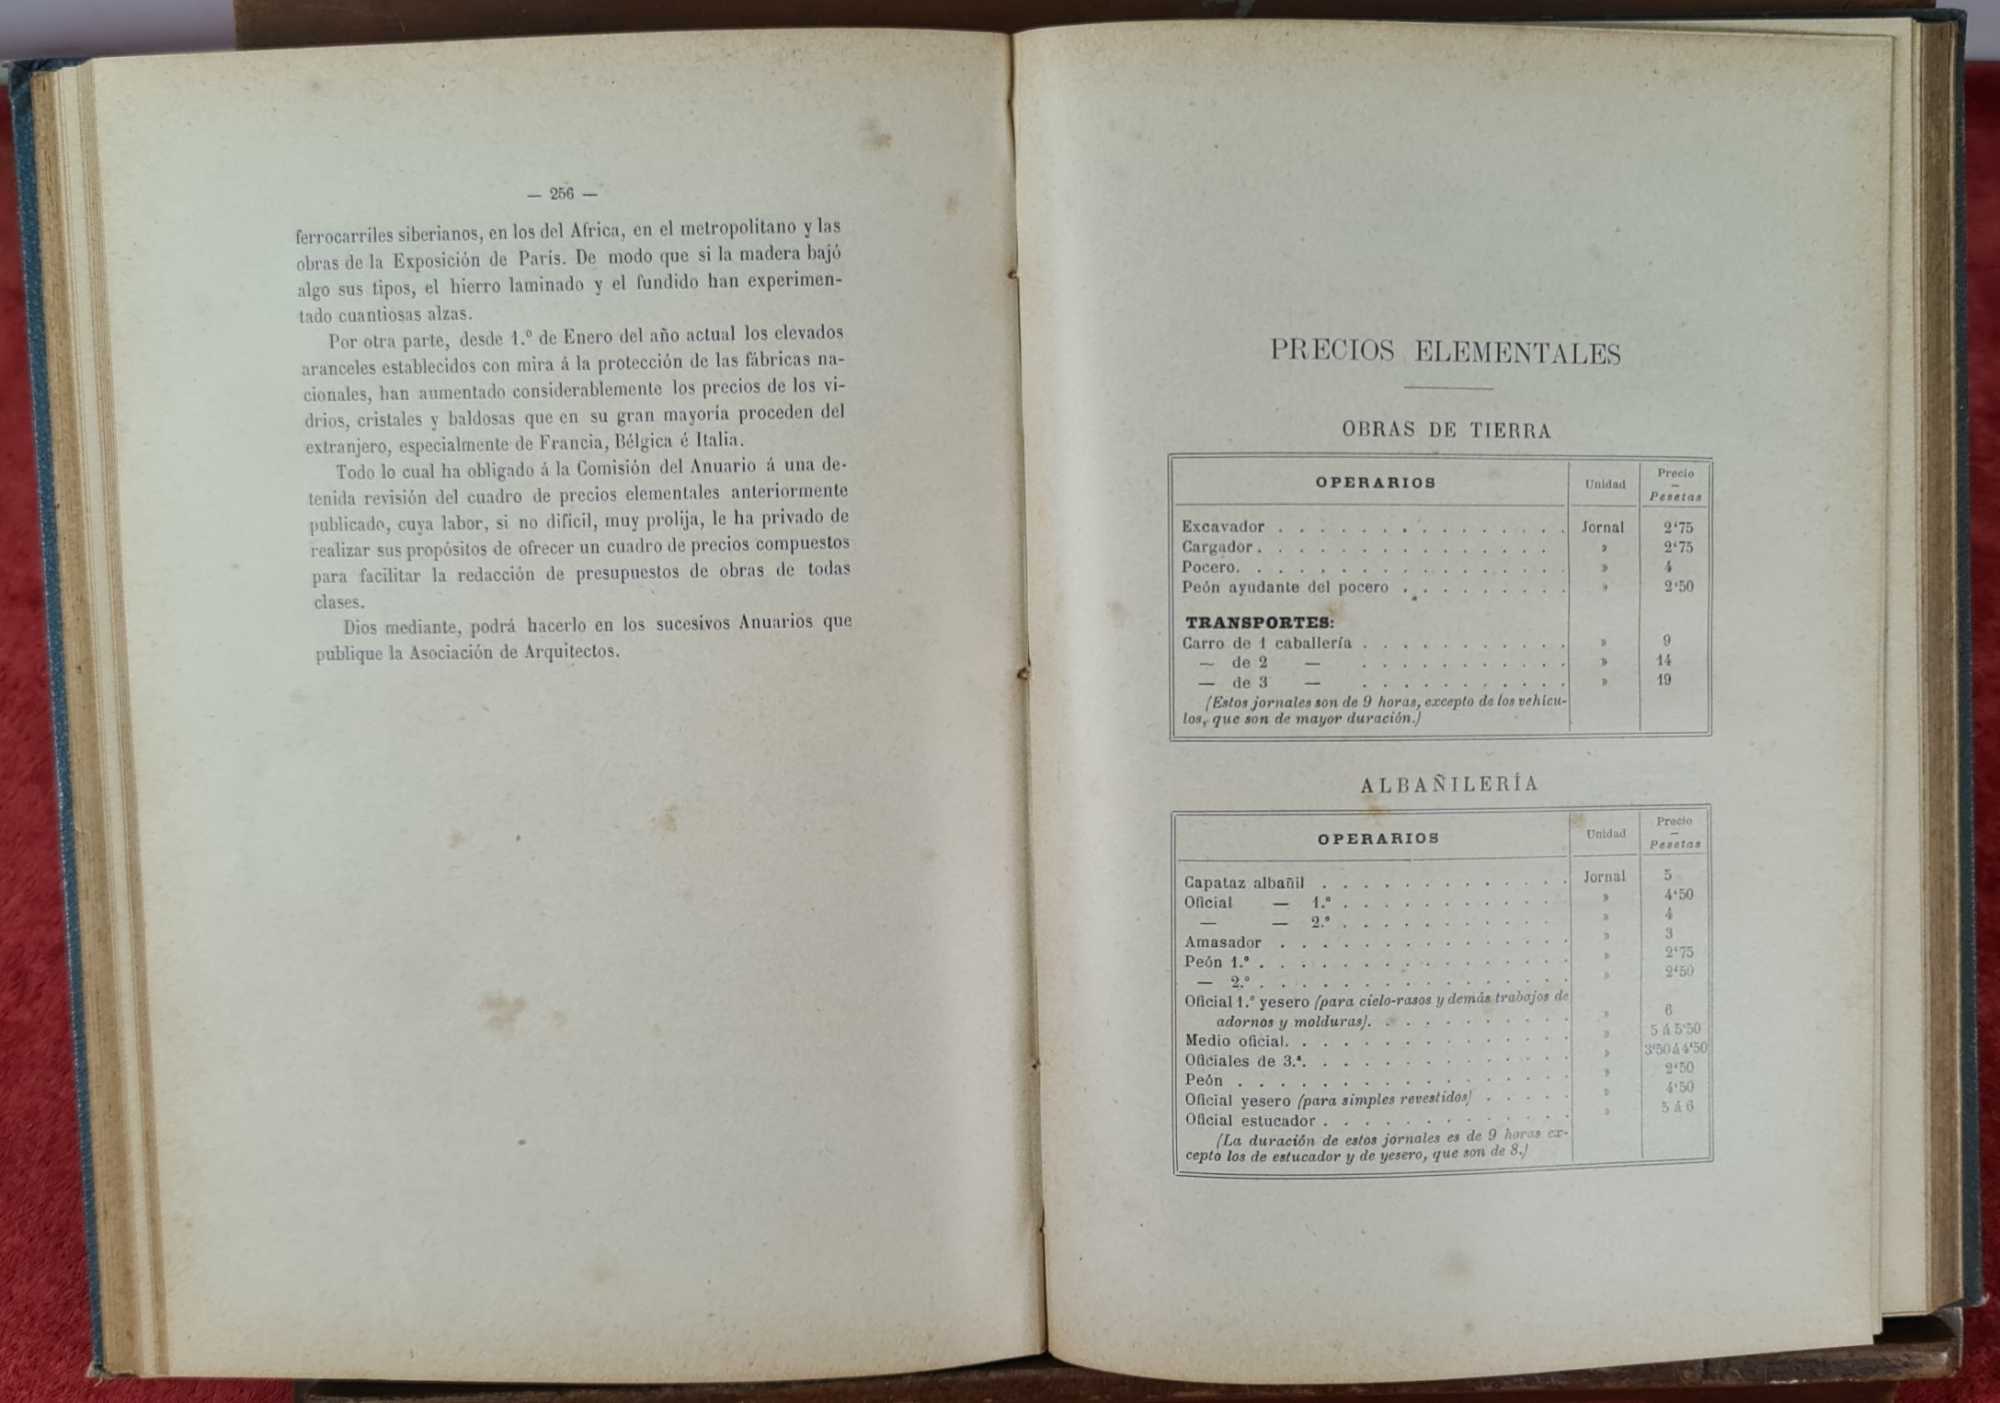 — 256 —
ferrocarriles siberianos, en los del Africa, en el metropolitano y las
obras de la Exposición de París. De modo que si la madera bajó
algo sus tipos, el hierro laminado y el fundido han experimen-
tado cuantiosas alzas.
Por otra parte, desde 1.º de Enero del año actual los elevados
aranceles establecidos con mira á la protección de las fábricas na-
cionales, han aumentado considerablemente los precios de los vi-
drios, cristales y baldosas que en su gran mayoría proceden del
extranjero, especialmente de Francia, Bélgica é Italia.
Todo lo cual ha obligado á la Comisión del Anuario á una de-
tenida revisión del cuadro de precios elementales anteriormente
publicado, cuya labor, si no difícil, muy prolija, le ha privado de
realizar sus propósitos de ofrecer un cuadro de precios compuestos
para facilitar la redacción de presupuestos de obras de todas
clases.
Dios mediante, podrá hacerlo en los sucesivos Anuarios que
publique la Asociación de Arquitectos.
PRECIOS ELEMENTALES
OBRAS DE TIERRA
OPERARIOS Unidad Precio — Pesetas
Excavador . . . . . . . . . . . . . . Jornal 2'75
Cargador . . . . . . . . . . . . . . » 2'75
Pocero. . . . . . . . . . . . . . . . » 4
Peón ayudante del pocero . . . . . . . . » 2'50
TRANSPORTES:
Carro de 1 caballería . . . . . . . . . . » 9
— de 2 — . . . . . . . . . . » 14
— de 3 — . . . . . . . . . . » 19
(Estos jornales son de 9 horas, excepto de los vehícu-
los, que son de mayor duración.)
ALBAÑILERÍA
OPERARIOS Unidad Precio — Pesetas
Capataz albañil . . . . . . . . . . . . Jornal 5
Oficial — 1.º . . . . . . . . . . . » 4'50
— — 2.º . . . . . . . . . . . » 4
Amasador . . . . . . . . . . . . . . » 3
Peón 1.º . . . . . . . . . . . . . . . » 2'75
— 2.º . . . . . . . . . . . . . . . » 2'50
Oficial 1.º yesero (para cielo-rasos y demás trabajos de
adornos y molduras). . . . . . . . . . » 6
Medio oficial. . . . . . . . . . . . . . » 5 á 5'50
Oficiales de 3.ª. . . . . . . . . . . . . » 3'50 á 4'50
Peón . . . . . . . . . . . . . . . . » 2'50
Oficial yesero (para simples revestidos) . . . . . » 4'50
Oficial estucador . . . . . . . . . . . . » 5 á 6
(La duración de estos jornales es de 9 horas ex-
cepto los de estucador y de yesero, que son de 8.)